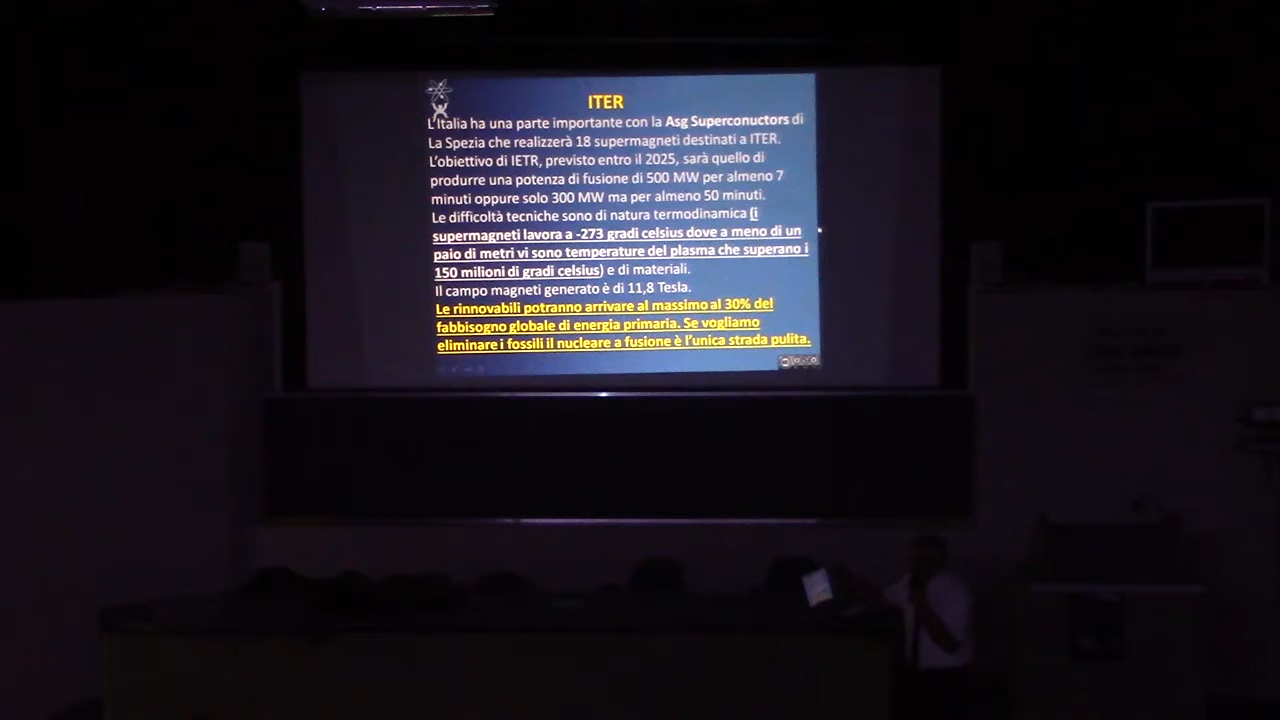 ITER
L'Italia ha una parte importante con la Asg Superconuctors di
La Spezia che realizzerà 18 supermagneti destinati a ITER.
L'obiettivo di IETR, previsto entro il 2025, sarà quello di
produrre una potenza di fusione di 500 MW per almeno 7
minuti oppure solo 300 MW ma per almeno 50 minuti.
Le difficoltà tecniche sono di natura termodinamica (i
supermagneti lavora a -273 gradi celsius dove a meno di un
paio di metri vi sono temperature del plasma che superano i
150 milioni di gradi celsius) e di materiali.
Il campo magneti generato è di 11,8 Tesla.
Le rinnovabili potranno arrivare al massimo al 30% del
fabbisogno globale di energia primaria. Se vogliamo
eliminare i fossili il nucleare a fusione è l'unica strada pulita.